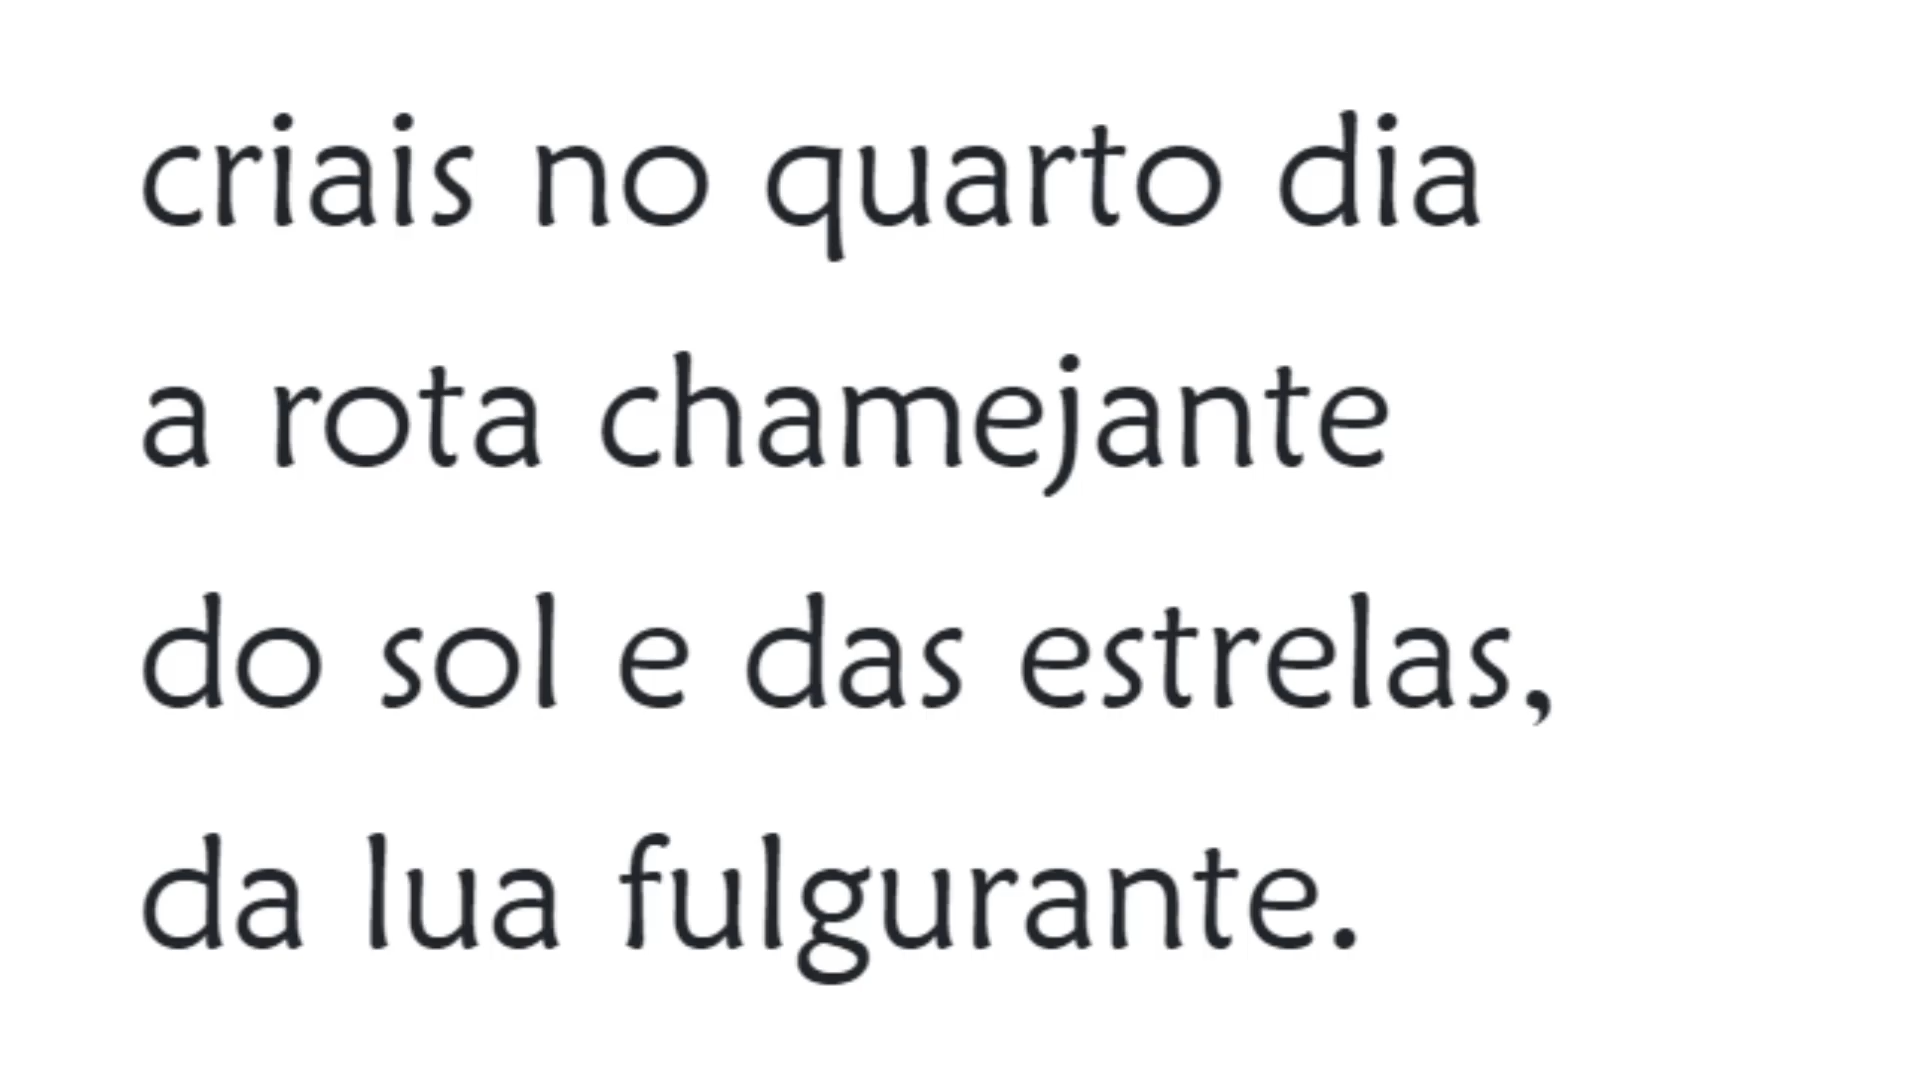 criais no quarto dia
a rota chamejante
do sol e das estrelas,
da lua fulgurante.